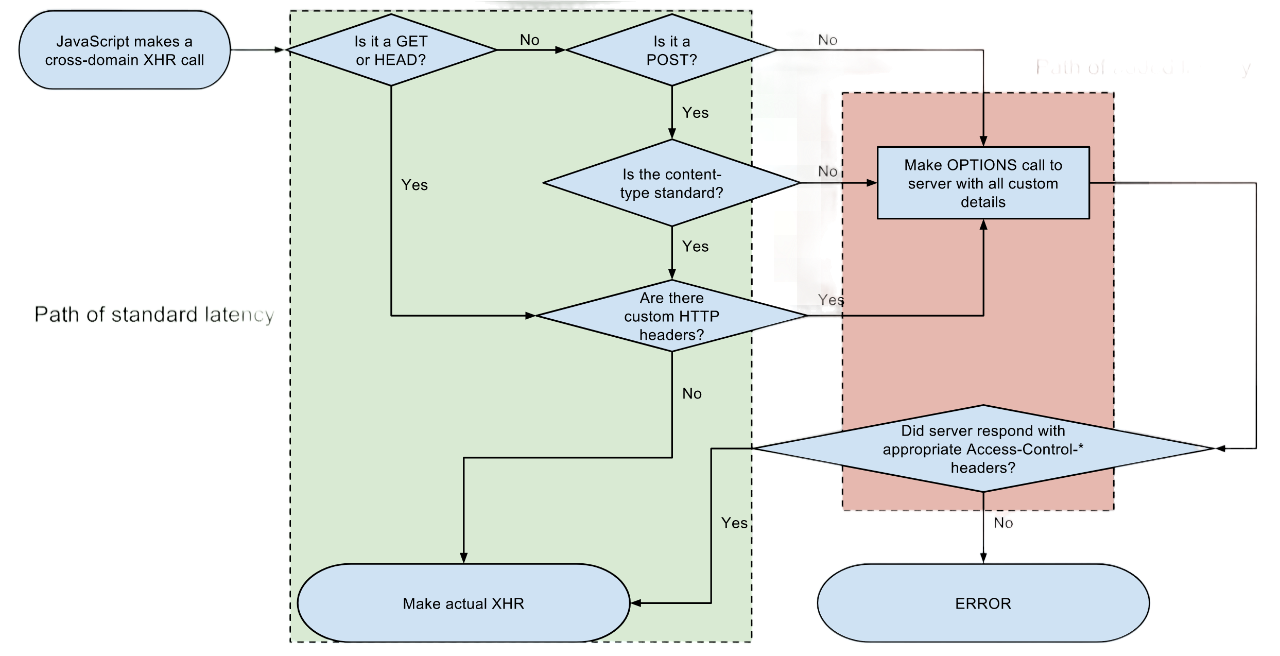 JavaScript makes a
cross-domain XHR call
Is it a GET
or HEAD?
No
Is it a
POST?
No
Path of
Yes
Yes
Is the content-
type standard?
No
Make OPTIONS call to
server with all custom
details
Yes
Path of standard latency
Are there
custom HTTP
headers?
Yes
No
Did server respond with
appropriate Access-Control-*
headers?
Yes
No
Make actual XHR
ERROR